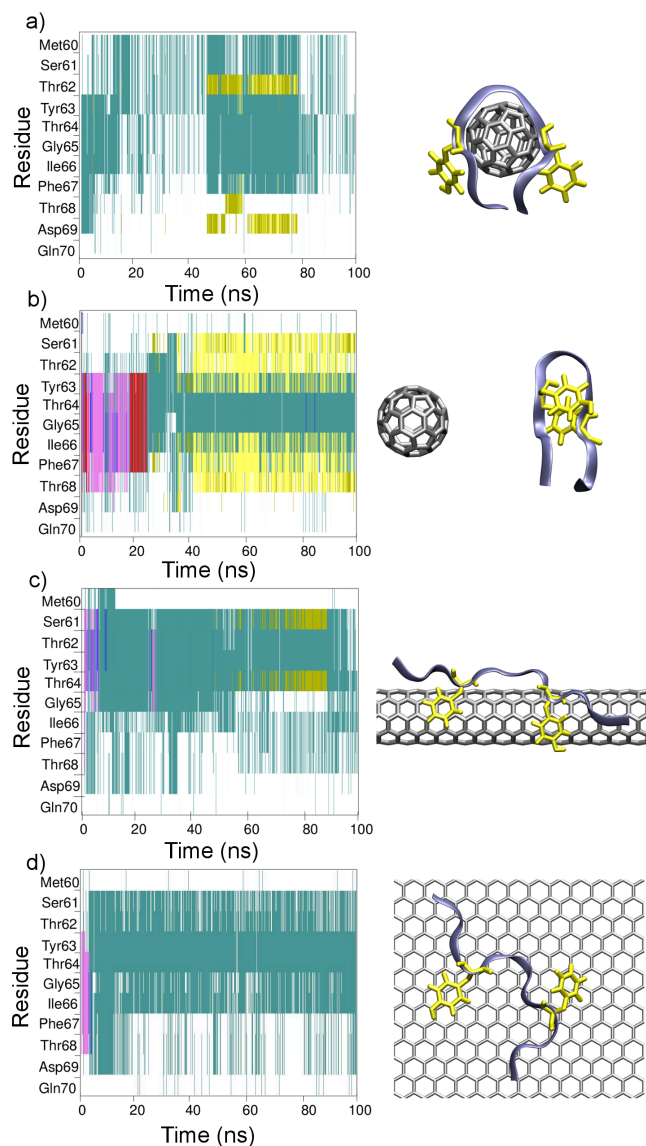 a)
Residue
Met60
Ser61
Thr62
Tyr63
Thr64
Gly65
Ile66
Phe67
Thr68
Asp69
Gln70
0 20 40 60 80 100
Time (ns)
b)
Residue
Met60
Ser61
Thr62
Tyr63
Thr64
Gly65
Ile66
Phe67
Thr68
Asp69
Gln70
0 20 40 60 80 100
Time (ns)
c)
Residue
Met60
Ser61
Thr62
Tyr63
Thr64
Gly65
Ile66
Phe67
Thr68
Asp69
Gln70
0 20 40 60 80 100
Time (ns)
d)
Residue
Met60
Ser61
Thr62
Tyr63
Thr64
Gly65
Ile66
Phe67
Thr68
Asp69
Gln70
0 20 40 60 80 100
Time (ns)